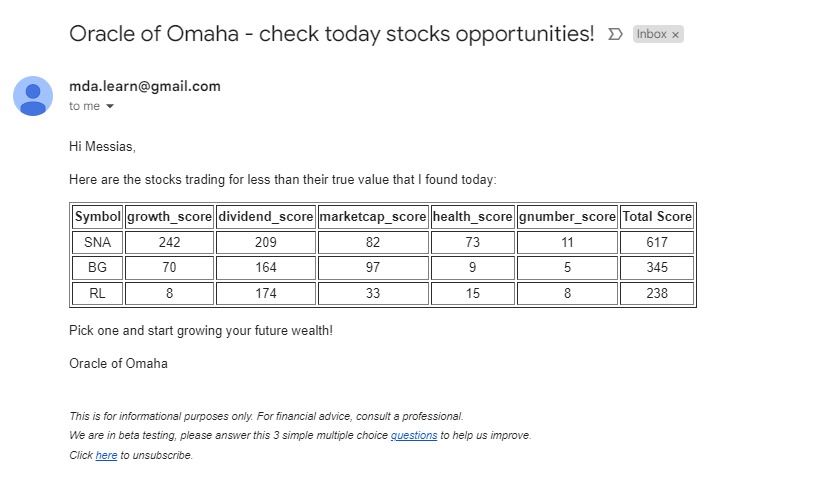 Oracle of Omaha - check today stocks opportunities! Inbox x
mda.learn@gmail.com
to me
Hi Messias,
Here are the stocks trading for less than their true value that I found today:
Symbol growth_score dividend_score marketcap_score health_score gnumber_score Total Score
SNA 242 209 82 73 11 617
BG 70 164 97 9 5 345
RL 8 174 33 15 8 238
Pick one and start growing your future wealth!
Oracle of Omaha
This is for informational purposes only. For financial advice, consult a professional.
We are in beta testing, please answer this 3 simple multiple choice questions to help us improve.
Click here to unsubscribe.